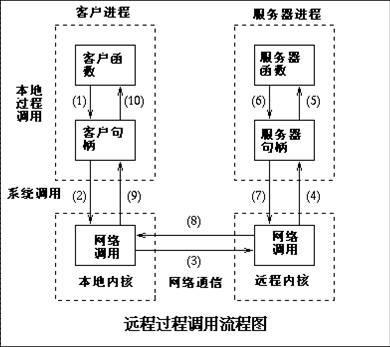 客户进程
服务器进程
客户函
数
服务器
函数
本地
过程
调用
(1)
(10)
(6)
(5)
客户句
柄
服务器
句柄
系统调用
(2)
(9)
(7)
(4)
(8)
网络
调用
网络
调用
(3)
本地内核
网络通信
远程内核
远程过程调用流程图